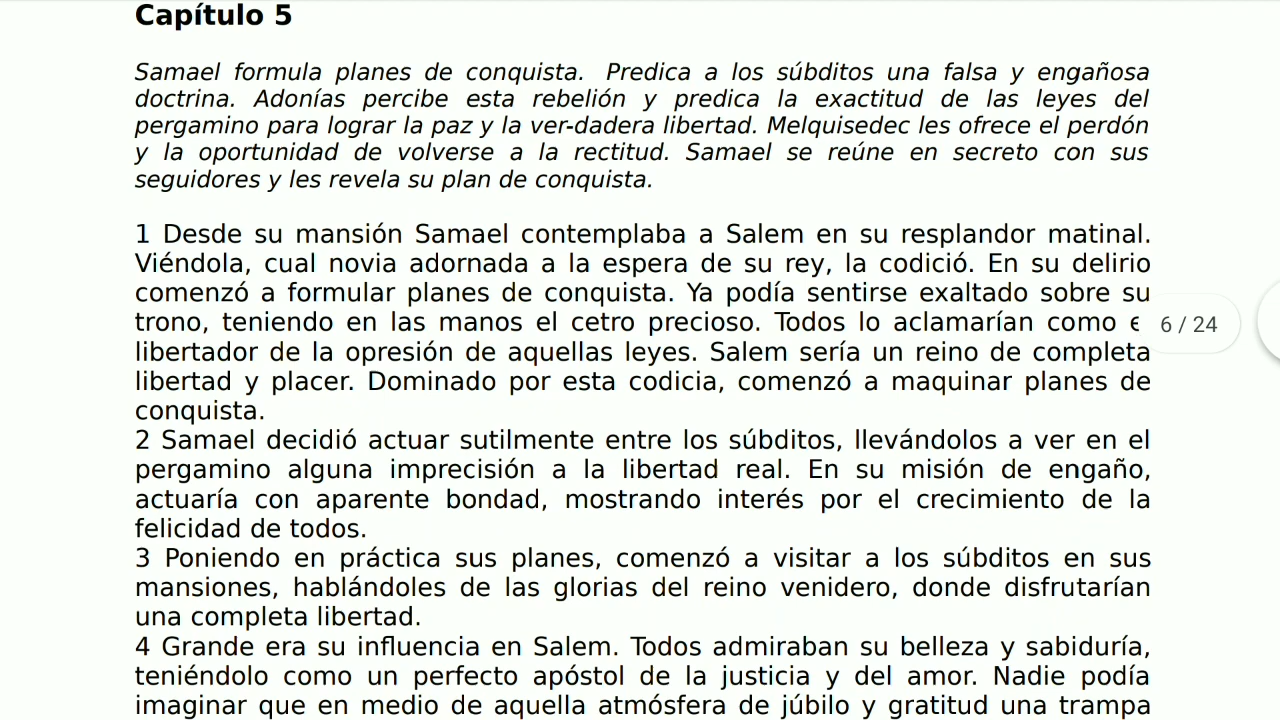 Capítulo 5
Samael formula planes de conquista. Predica a los súbditos una falsa y engañosa
doctrina. Adonías percibe esta rebelión y predica la exactitud de las leyes del
pergamino para lograr la paz y la ver-dadera libertad. Melquisedec les ofrece el perdón
y la oportunidad de volverse a la rectitud. Samael se reúne en secreto con sus
seguidores y les revela su plan de conquista.
1 Desde su mansión Samael contemplaba a Salem en su resplandor matinal.
Viéndola, cual novia adornada a la espera de su rey, la codició. En su delirio
comenzó a formular planes de conquista. Ya podía sentirse exaltado sobre su
trono, teniendo en las manos el cetro precioso. Todos lo aclamarían como
6 / 24
libertador de la opresión de aquellas leyes. Salem sería un reino de completa
libertad y placer. Dominado por esta codicia, comenzó a maquinar planes de
conquista.
2 Samael decidió actuar sutilmente entre los súbditos, llevándolos a ver en el
pergamino alguna imprecisión a la libertad real. En su misión de engaño,
actuaría con aparente bondad, mostrando interés por el crecimiento de la
felicidad de todos.
3 Poniendo en práctica sus planes, comenzó a visitar a los súbditos en sus
mansiones, hablándoles de las glorias del reino venidero, donde disfrutarían
una completa libertad.
4 Grande era su influencia en Salem. Todos admiraban su belleza y sabiduría,
teniéndolo como un perfecto apóstol de la justicia y del amor. Nadie podía
imaginar que en medio de aquella atmósfera de júbilo y gratitud una trampa